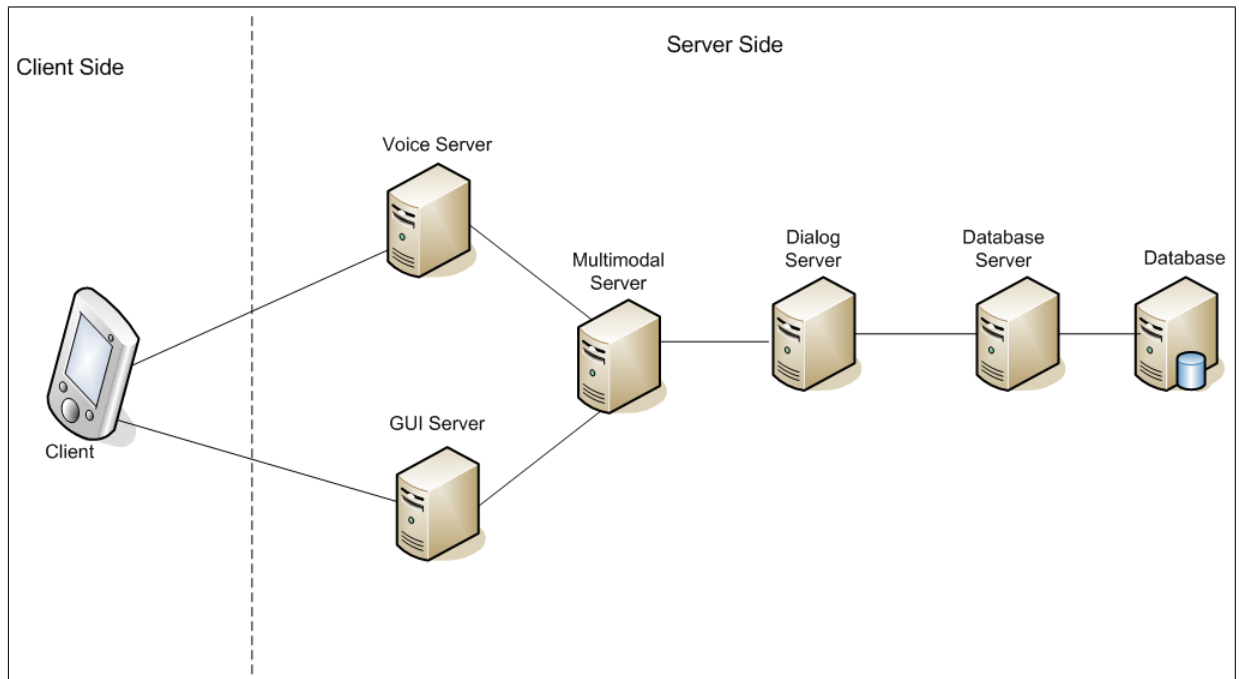 Client Side
Server Side
Voice Server
Multimodal
Server
Dialog
Server
Database
Server
Database
GUI Server
Client